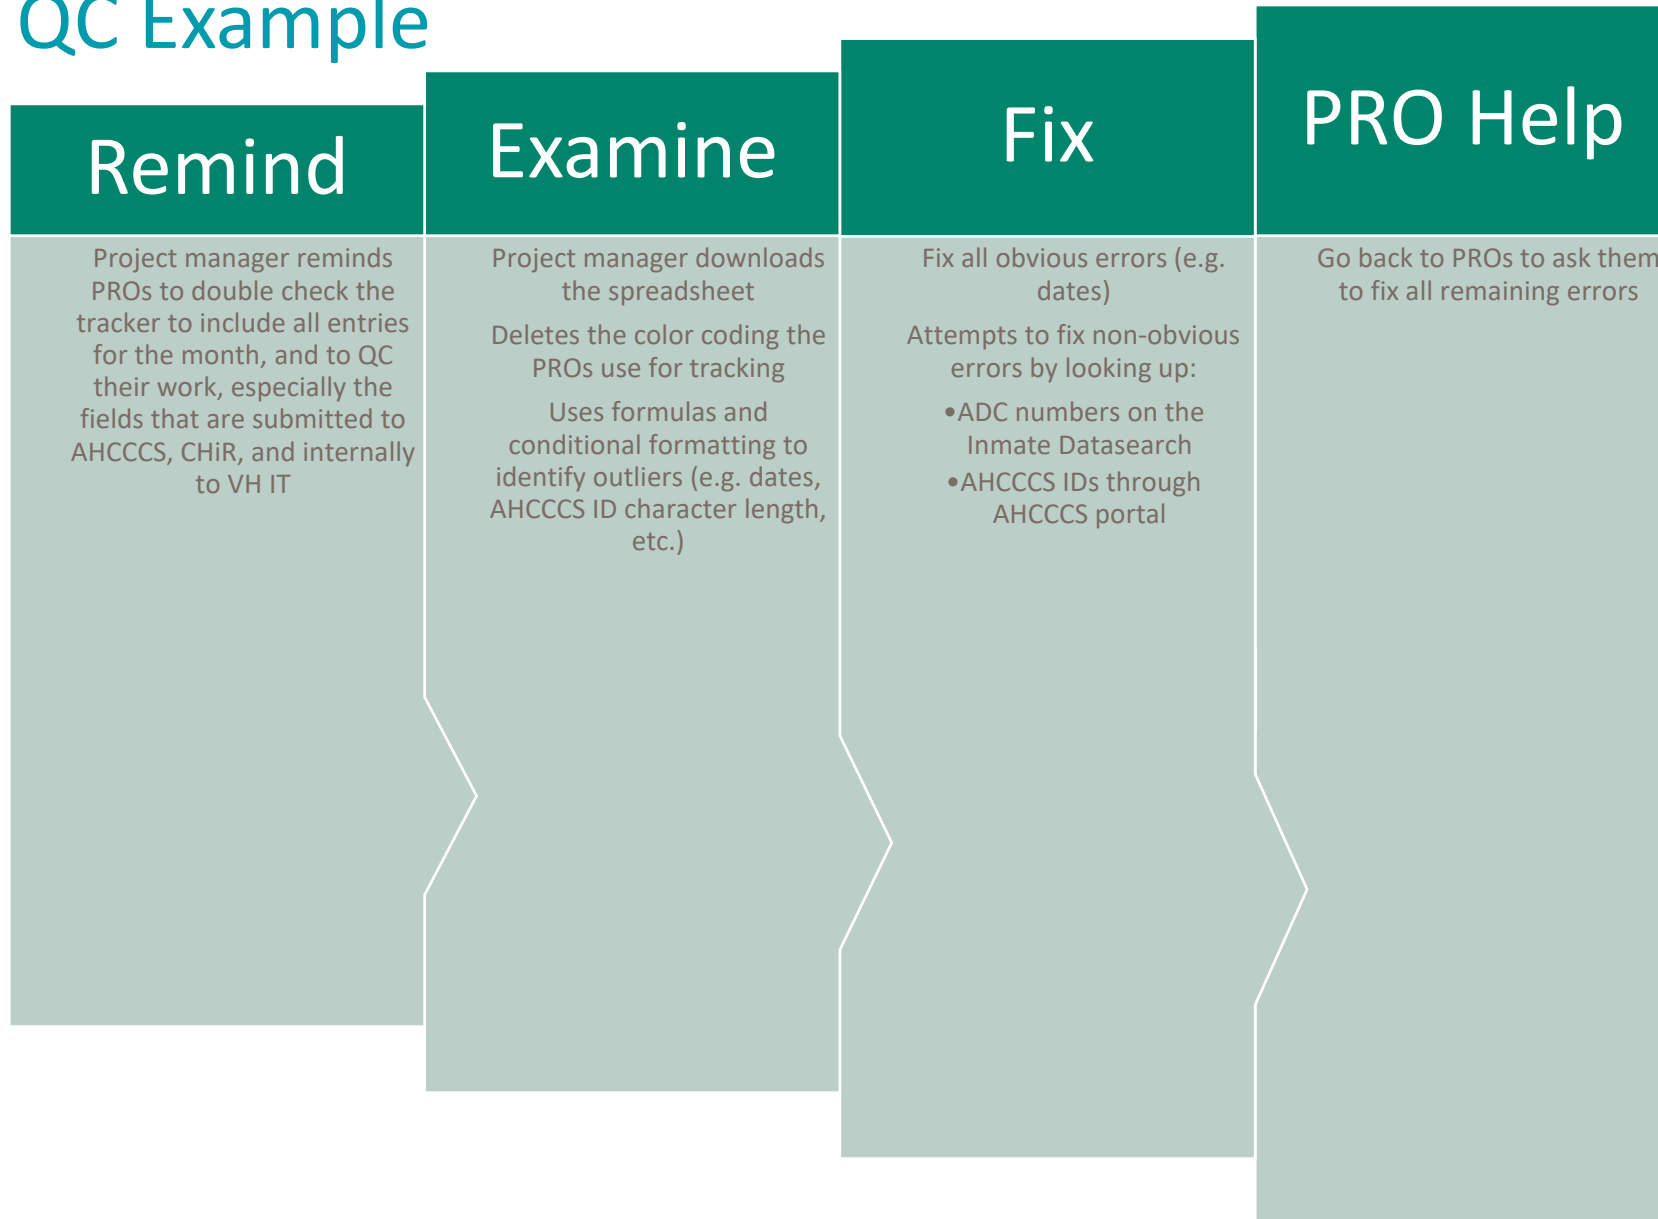 QC Example
Remind
Project manager reminds
PROs to double check the
tracker to include all entries
for the month, and to QC
their work, especially the
fields that are submitted to
AHCCCS, CHiR, and internally
to VH IT
Examine
Project manager downloads
the spreadsheet
Deletes the color coding the
PROs use for tracking
Uses formulas and
conditional formatting to
identify outliers (e.g. dates,
AHCCCS ID character length,
etc.)
Fix
Fix all obvious errors (e.g.
dates)
Attempts to fix non-obvious
errors by looking up:
•ADC numbers on the
Inmate Datasearch
•AHCCCS IDs through
AHCCCS portal
PRO Help
Go back to PROs to ask them
to fix all remaining errors